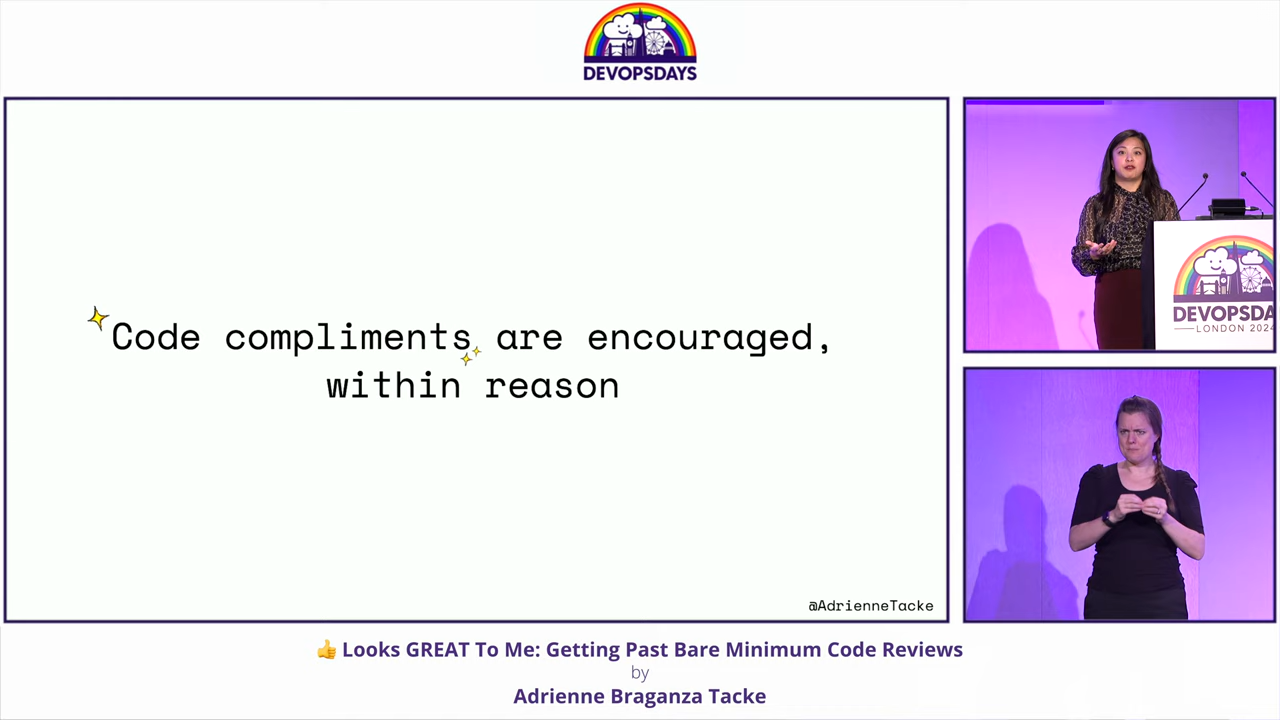 DEVOPSDAYS
Code compliments are encouraged,
within reason
@AdrienneTacke
DEVOPSDA
LONDON 2024
👍 Looks GREAT To Me: Getting Past Bare Minimum Code Reviews
by
Adrienne Braganza Tacke